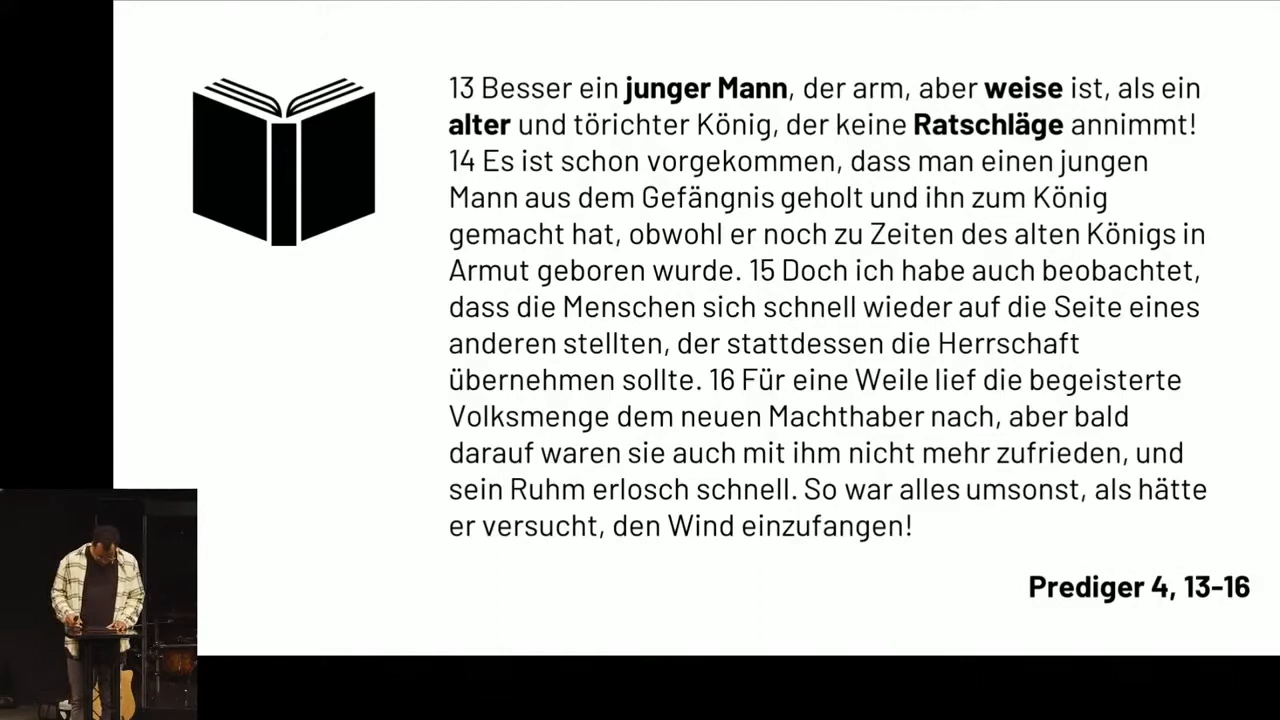 13 Besser ein junger Mann, der arm, aber weise ist, als ein
alter und törichter König, der keine Ratschläge annimmt!
14 Es ist schon vorgekommen, dass man einen jungen
Mann aus dem Gefängnis geholt und ihn zum König
gemacht hat, obwohl er noch zu Zeiten des alten Königs in
Armut geboren wurde. 15 Doch ich habe auch beobachtet,
dass die Menschen sich schnell wieder auf die Seite eines
anderen stellten, der stattdessen die Herrschaft
übernehmen sollte. 16 Für eine Weile lief die begeisterte
Volksmenge dem neuen Machthaber nach, aber bald
darauf waren sie auch mit ihm nicht mehr zufrieden, und
sein Ruhm erlosch schnell. So war alles umsonst, als hätte
er versucht, den Wind einzufangen!
Prediger 4, 13-16